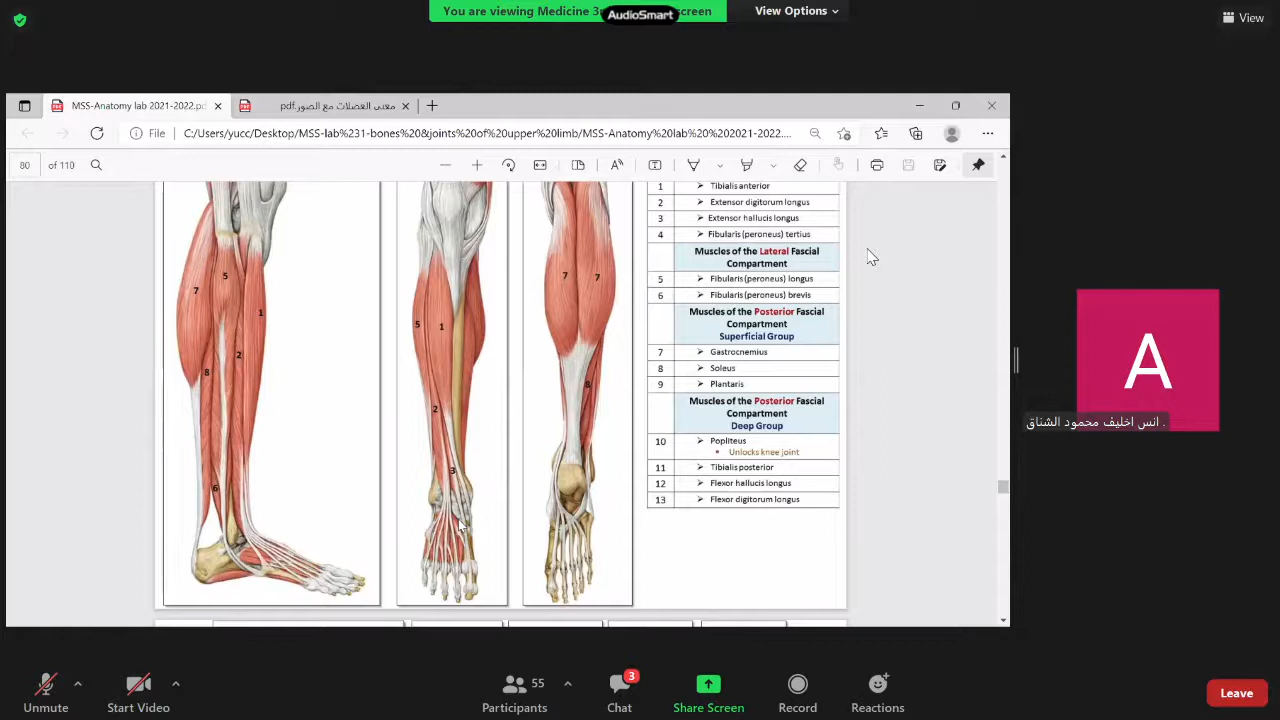 You are viewing Medicine 3
AudioSmart
screen
View Options
View
MSS-Anatomy lab 2021-2022.pd
معنى العضلات مع الصور.pdf
File
C:/Users/yucc/Desktop/MSS-lab%231-bones%20&joints%20of%20upper%20limb/MSS-Anatomy%20lab%20%202021-2022....
80
of 110
1
Tibialis anterior
2
Extensor digitorum longus
3
Extensor hallucis longus
4
Fibularis (peroneus) tertius
Muscles of the Lateral Fascial
Compartment
5
Fibularis (peroneus) longus
6
Fibularis (peroneus) brevis
Muscles of the Posterior Fascial
Compartment
Superficial Group
7
Gastrocnemius
8
Soleus
9
Plantaris
Muscles of the Posterior Fascial
Compartment
Deep Group
10
Popliteus
Unlocks knee joint
11
Tibialis posterior
12
Flexor hallucis longus
13
Flexor digitorum longus
5
7
1
2
8
6
5
1
2
3
7
7
8
A
انس اخليف محمود الشناق .
Unmute
Start Video
55
Participants
3
Chat
Share Screen
Record
Reactions
Leave